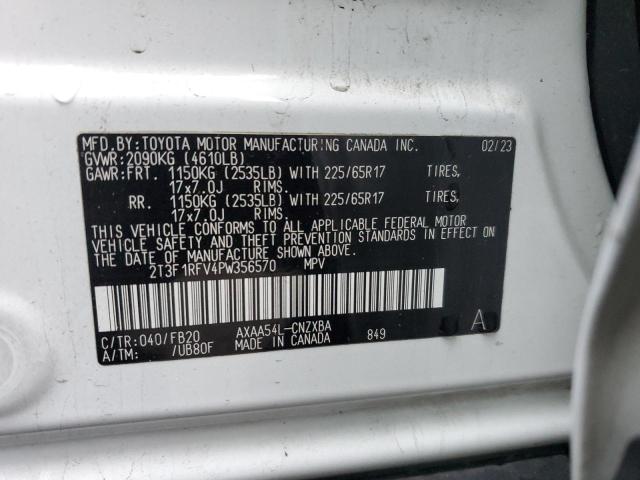 MFD.BY:TOYOTA MOTOR MANUFACTURING CANADA INC. 02/23
GVWR:2090KG (4610LB)
GAWR:FRT. 1150KG (2535LB) WITH 225/65R17 TIRES,
17x7.0J RIMS.
RR. 1150KG (2535LB) WITH 225/65R17 TIRES,
17x7.0J RIMS.
THIS VEHICLE CONFORMS TO ALL APPLICABLE FEDERAL MOTOR
VEHICLE SAFETY AND THEFT PREVENTION STANDARDS IN EFFECT ON
THE DATE OF MANUFACTURE SHOWN ABOVE.
2T3F1RFV4PW356570 MPV
C/TR:040/FB20 AXAA54L-CNZXBA A
A/TM: /UB80F MADE IN CANADA 849